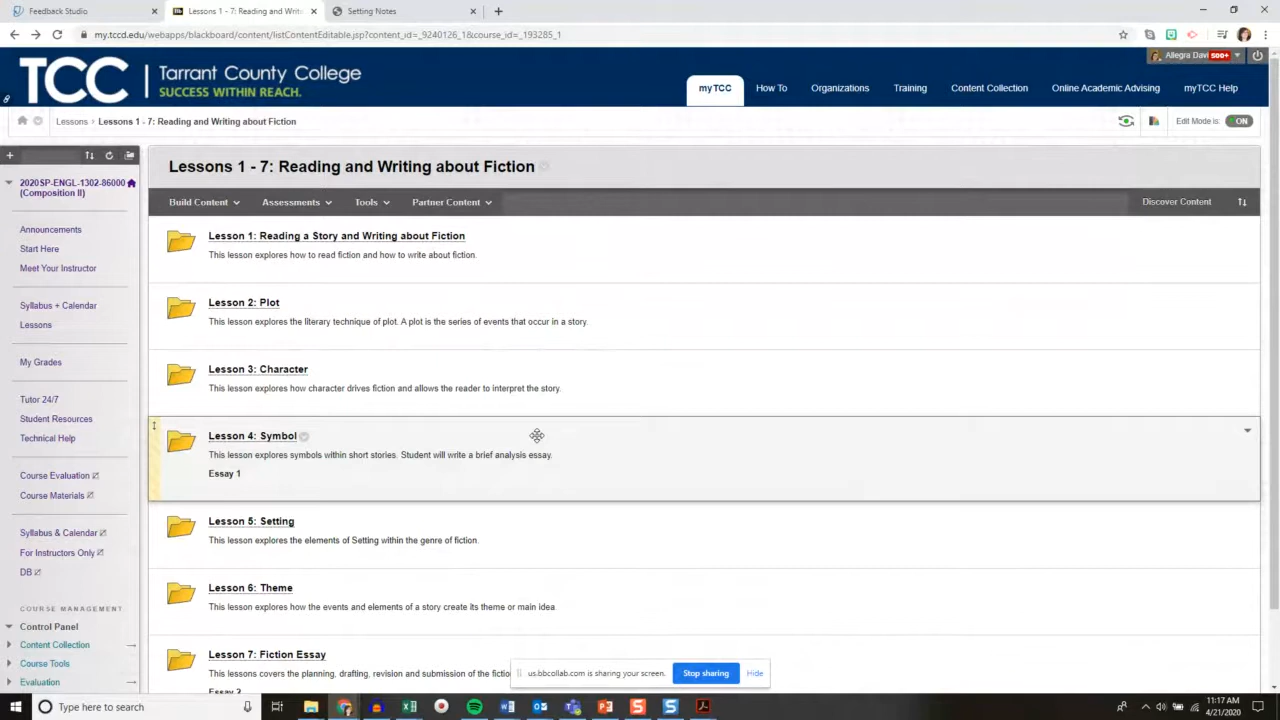 Feedback Studio
Lessons 1 - 7: Reading and Writi
Setting Notes
my.tccd.edu/webapps/blackboard/content/listContentEditable.jsp?content_id=_9240126_1&course_id=_193285_1
Allegra Davi 500+
TCC
Tarrant County College
SUCCESS WITHIN REACH.
myTCC
How To
Organizations
Training
Content Collection
Online Academic Advising
myTCC Help
Lessons
Lessons 1 - 7: Reading and Writing about Fiction
Edit Mode is: ON
2020SP-ENGL-1302-86000
(Composition II)
Announcements
Start Here
Meet Your Instructor
Syllabus + Calendar
Lessons
My Grades
Tutor 24/7
Student Resources
Technical Help
Course Evaluation
Course Materials
Syllabus & Calendar
For Instructors Only
DB
COURSE MANAGEMENT
Control Panel
Content Collection
Course Tools
Evaluation
Lessons 1 - 7: Reading and Writing about Fiction
Build Content
Assessments
Tools
Partner Content
Discover Content
Lesson 1: Reading a Story and Writing about Fiction
This lesson explores how to read fiction and how to write about fiction.
Lesson 2: Plot
This lesson explores the literary technique of plot. A plot is the series of events that occur in a story.
Lesson 3: Character
This lesson explores how character drives fiction and allows the reader to interpret the story.
Lesson 4: Symbol
This lesson explores symbols within short stories. Student will write a brief analysis essay.
Essay 1
Lesson 5: Setting
This lesson explores the elements of Setting within the genre of fiction.
Lesson 6: Theme
This lesson explores how the events and elements of a story create its theme or main idea.
Lesson 7: Fiction Essay
This lessons covers the planning, drafting, revision and submission of the fictio
us.bbcollab.com is sharing your screen.
Stop sharing
Hide
Type here to search
11:17 AM
4/21/2020